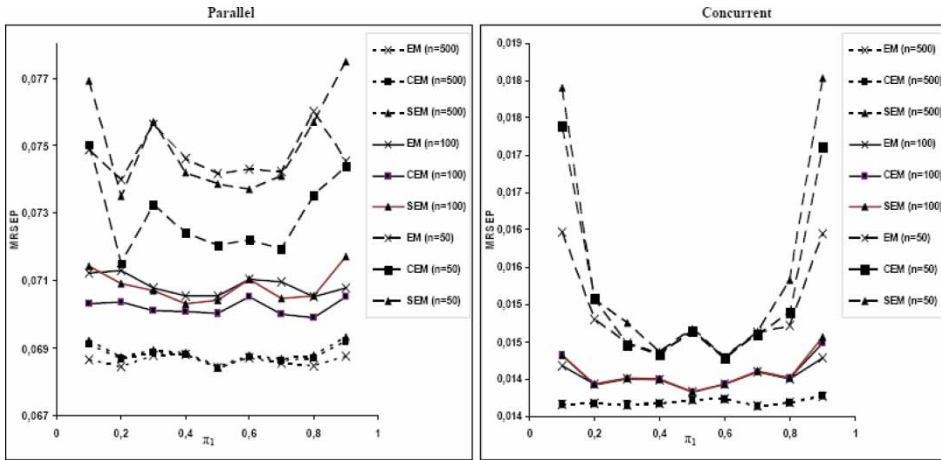 Parallel
0,077
0,075
0,073
0,071
0,069
0,067
MRSEP
0
0,2
0,4
0,6
0,8
1
π1
EM (n=500)
CEM (n=500)
SEM (n=500)
EM (n=100)
CEM (n=100)
SEM (n=100)
EM (n=50)
CEM (n=50)
SEM (n=50)
Concurrent
0,019
0,018
0,018
0,017
0,017
0,016
0,016
0,015
0,015
0,014
0,014
MRSEP
0
0,2
0,4
0,6
0,8
1
π1
EM (n=500)
CEM (n=500)
SEM (n=500)
EM (n=100)
CEM (n=100)
SEM (n=100)
EM (n=50)
CEM (n=50)
SEM (n=50)